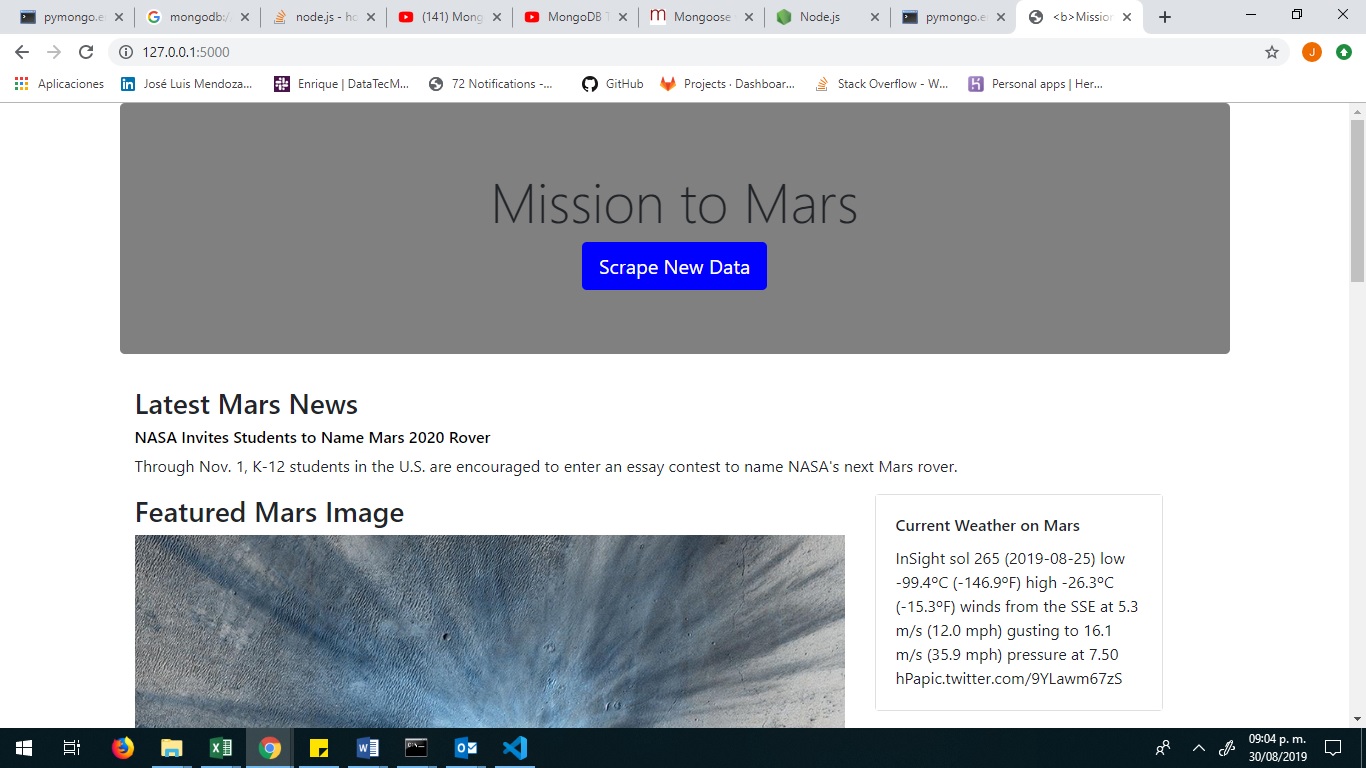 pymongo.e
mongodb:/
node.js - ho
(141) Mong
MongoDB T
Mongoose
Node.js
pymongo.e
<b>Mission
127.0.0.1:5000
J
Aplicaciones
José Luis Mendoza...
Enrique | DataTecM...
72 Notifications -...
GitHub
Projects · Dashboar...
Stack Overflow - W...
Personal apps | Her...
Mission to Mars
Scrape New Data
Latest Mars News
NASA Invites Students to Name Mars 2020 Rover
Through Nov. 1, K-12 students in the U.S. are encouraged to enter an essay contest to name NASA's next Mars rover.
Featured Mars Image
Current Weather on Mars
InSight sol 265 (2019-08-25) low
-99.4ºC (-146.9ºF) high -26.3ºC
(-15.3ºF) winds from the SSE at 5.3
m/s (12.0 mph) gusting to 16.1
m/s (35.9 mph) pressure at 7.50
hPapic.twitter.com/9YLawm67zS
09:04 p. m.
30/08/2019